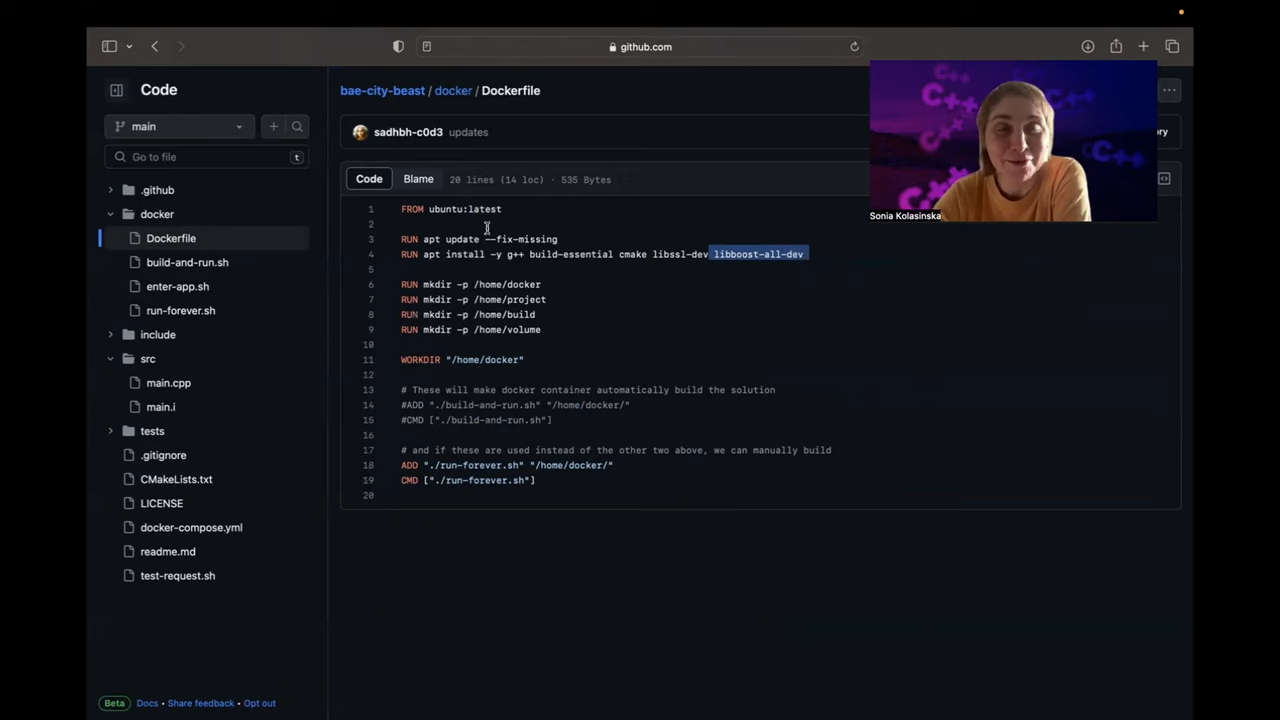 github.com
Code
bae-city-beast / docker / Dockerfile
main
sadhbh-c0d3 updates
Go to file
t
Code
Blame
20 lines (14 loc) · 535 Bytes
C++
C++
C++
Sonia Kolasinska
.github
docker
Dockerfile
build-and-run.sh
enter-app.sh
run-forever.sh
include
src
main.cpp
main.i
tests
.gitignore
CMakeLists.txt
LICENSE
docker-compose.yml
readme.md
test-request.sh
1 FROM ubuntu:latest
2
3 RUN apt update --fix-missing
4 RUN apt install -y g++ build-essential cmake libssl-dev libboost-all-dev
5
6 RUN mkdir -p /home/docker
7 RUN mkdir -p /home/project
8 RUN mkdir -p /home/build
9 RUN mkdir -p /home/volume
10
11 WORKDIR "/home/docker"
12
13 # These will make docker container automatically build the solution
14 #ADD "./build-and-run.sh" "/home/docker/"
15 #CMD ["./build-and-run.sh"]
16
17 # and if these are used instead of the other two above, we can manually build
18 ADD "./run-forever.sh" "/home/docker/"
19 CMD ["./run-forever.sh"]
20
Beta Docs • Share feedback • Opt out